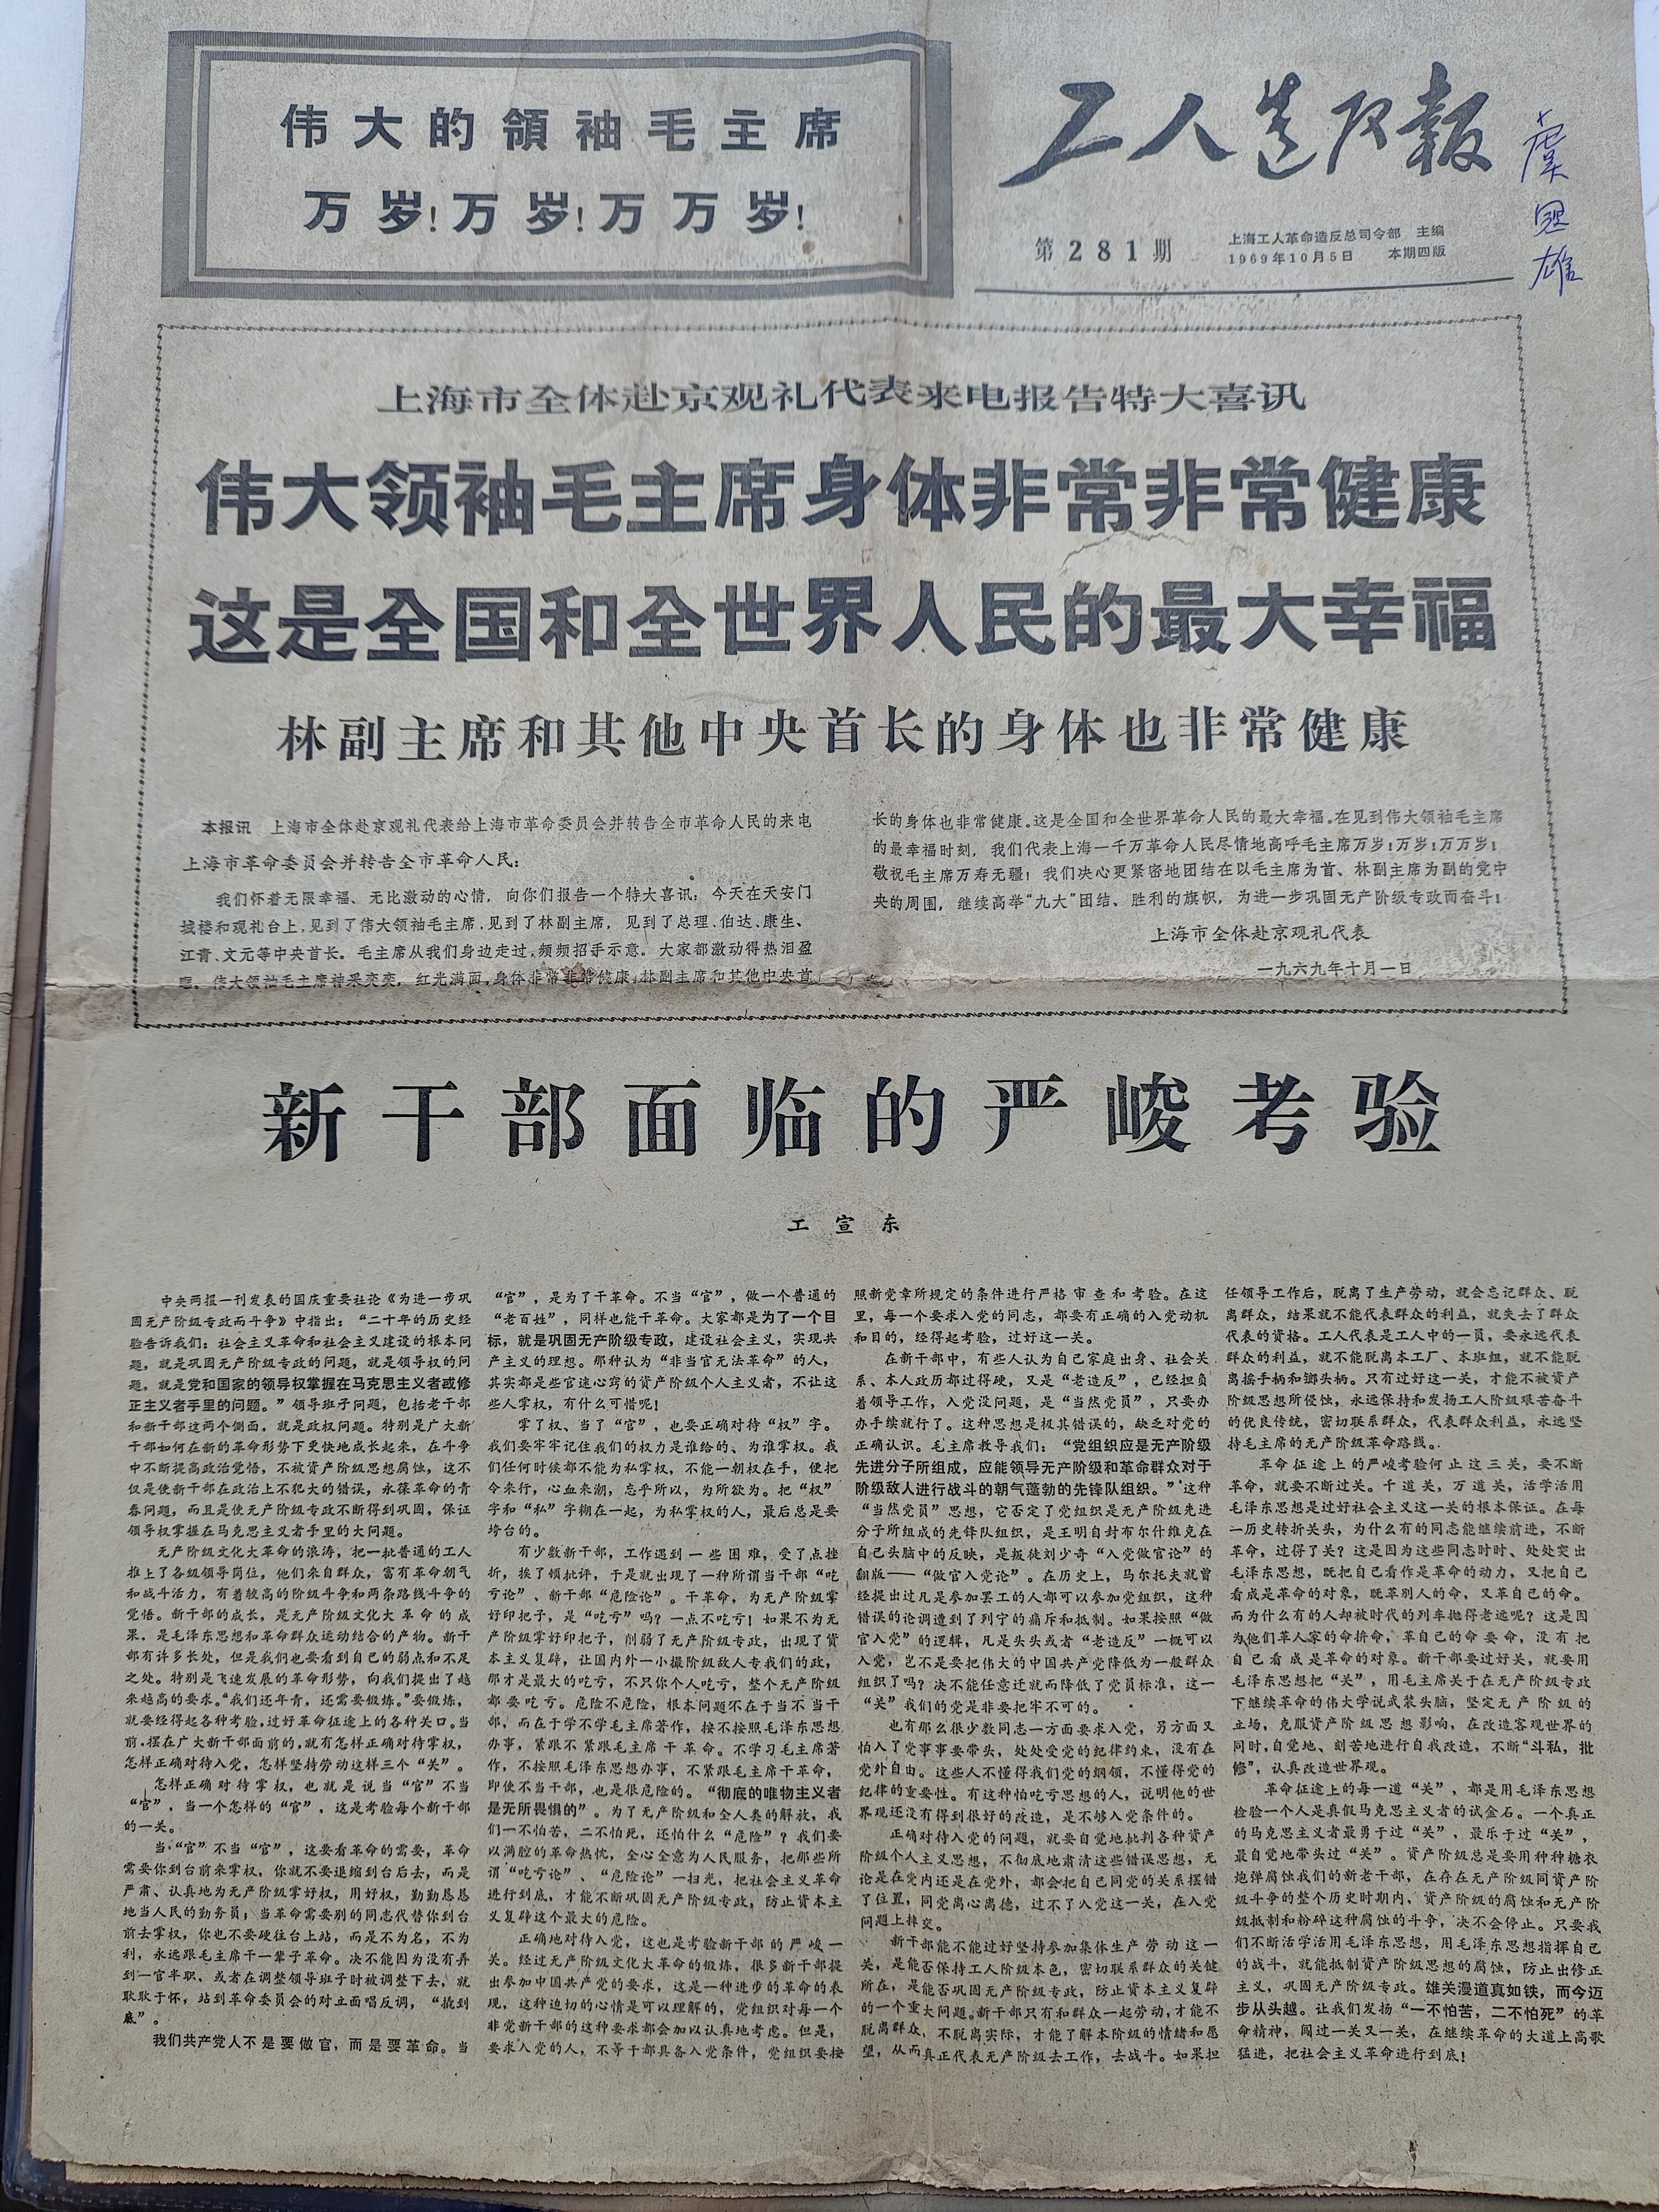 伟大的領袖毛主席
万岁！万岁！万万岁！
工人造反報
第281期
上海工人革命造反总司令部 主编
1969年10月5日 本期四版
上海市全体赴京观礼代表来电报告特大喜讯
伟大领袖毛主席身体非常非常健康
这是全国和全世界人民的最大幸福
林副主席和其他中央首长的身体也非常健康
本报讯 上海市全体赴京观礼代表给上海市革命委员会并转告全市革命人民的来电
上海市革命委员会并转告全市革命人民：
我们怀着无限幸福、无比激动的心情，向你们报告一个特大喜讯：今天在天安门
城楼和观礼台上，见到了伟大领袖毛主席，见到了林副主席，见到了总理、伯达、康生、
江青、文元等中央首长。毛主席从我们身边走过，频频招手示意。大家都激动得热泪盈
眶。伟大领袖毛主席神采奕奕，红光满面，身体非常非常健康，林副主席和其他中央首
长的身体也非常健康。这是全国和全世界革命人民的最大幸福。在见到伟大领袖毛主席
的最幸福时刻，我们代表上海一千万革命人民尽情地高呼毛主席万岁！万岁！万万岁！
敬祝毛主席万寿无疆！我们决心更紧密地团结在以毛主席为首、林副主席为副的党中
央的周围，继续高举“九大”团结、胜利的旗帜，为进一步巩固无产阶级专政而奋斗！
上海市全体赴京观礼代表
一九六九年十月一日
新干部面临的严峻考验
工宣东
中央两报一刊发表的国庆重要社论《为进一步巩
固无产阶级专政而斗争》中指出：“二十年的历史经
验告诉我们：社会主义革命和社会主义建设的根本问
题，就是巩固无产阶级专政的问题，就是领导权的问
题，就是党和国家的领导权掌握在马克思主义者或修
正主义者手里的问题。”领导班子问题，包括老干部
和新干部这两个侧面，就是政权问题。特别是广大新
干部如何在新的革命形势下更快地成长起来，在斗争
中不断提高政治觉悟，不被资产阶级思想腐蚀，这不
仅是使新干部在政治上不犯大的错误，永葆革命的青
春问题，而且是使无产阶级专政不断得到巩固，保证
领导权掌握在马克思主义者手里的大问题。
无产阶级文化大革命的浪涛，把一批普通的工人
推上了各级领导岗位，他们来自群众，富有革命朝气
和战斗活力，有着较高的阶级斗争和两条路线斗争的
觉悟。新干部的成长，是无产阶级文化大革命的成
果，是毛泽东思想和革命群众运动结合的产物。新干
部有许多长处，但是我们也要看到自己的弱点和不足
之处。特别是飞速发展的革命形势，向我们提出了越
来越高的要求。“我们还年青，还需要锻炼。”要锻炼，
就要经得起各种考验，过好革命征途上的各种关口。当
前，摆在广大新干部面前的，就有怎样正确对待掌权，
怎样正确对待入党，怎样坚持劳动这样三个“关”。
怎样正确对待掌权，也就是说当“官”不当
“官”，当一个怎样的“官”，这是考验每个新干部
的一关。
当“官”不当“官”，这要看革命的需要，革命
需要你到台前来掌权，你就不要退缩到台后去，而是
严肃、认真地为无产阶级掌好权，用好权，勤勤恳恳
地当人民的勤务员；当革命需要别的同志代替你到台
前去掌权，你也不要硬往台上站，而是不为名，不为
利，永远跟毛主席干一辈子革命。决不能因为没有弄
到一官半职，或者在调整领导班子时被调整下去，就
耿耿于怀，站到革命委员会的对立面唱反调，“撬到
底”。
我们共产党人不是要做官，而是要革命。当
“官”，是为了干革命。不当“官”，做一个普通的
“老百姓”，同样也能干革命。大家都是为了一个目
标，就是巩固无产阶级专政，建设社会主义，实现共
产主义的理想。那种认为“非当官无法革命”的人，
其实都是些官迷心窍的资产阶级个人主义者，不让这
些人掌权，有什么可惜呢！
掌了权、当了“官”，也要正确对待“权”字。
我们要牢牢记住我们的权力是谁给的、为谁掌权。我
们任何时候都不能为私掌权，不能一朝权在手，便把
令来行，心血来潮，忘乎所以，为所欲为。把“权”
字和“私”字糊在一起，为私掌权的人，最后总是要
垮台的。
有少数新干部，工作遇到一些困难，受了点挫
折，挨了领批评，于是就出现了一种所谓当干部“吃
亏论”、新干部“危险论”。干革命，为无产阶级掌
好印把子，是“吃亏”吗？一点不吃亏！如果不为无
产阶级掌好印把子，削弱了无产阶级专政，出现了资
本主义复辟，让国内外一小撮阶级敌人专我们的政，
那才是最大的吃亏，不只你个人吃亏，整个无产阶级
都要吃亏。危险不危险，根本问题不在于当不当干
部，而在于学不学毛主席著作，按不按照毛泽东思想
办事，紧跟不紧跟毛主席干革命。不学习毛主席著
作，不按照毛泽东思想办事，不紧跟毛主席干革命，
即使不当干部，也是很危险的。“彻底的唯物主义者
是无所畏惧的”。为了无产阶级和全人类的解放，我
们一不怕苦，二不怕死，还怕什么“危险”？我们要
以满腔的革命热忱，全心全意为人民服务，把那些所
谓“吃亏论”、“危险论”一扫光，把社会主义革命
进行到底，才能不断巩固无产阶级专政，防止资本主
义复辟这个最大的危险。
正确地对待入党，这也是考验新干部的严峻一
关。经过无产阶级文化大革命的锻炼，很多新干部提
出参加中国共产党的要求，这是一种进步的革命的表
现，这种迫切的心情是可以理解的，党组织对每一个
非党新干部的这种要求都会加以认真地考虑。但是，
要求入党的人，不等于都具备入党条件，党组织要按
照新党章所规定的条件进行严格审查和考验。在这
里，每一个要求入党的同志，都要有正确的入党动机
和目的，经得起考验，过好这一关。
在新干部中，有些人认为自己家庭出身、社会关
系、本人政历都过得硬，又是“老造反”，已经担负
着领导工作，入党没问题，是“当然党员”，只要办
办手续就行了。这种思想是极其错误的，缺乏对党的
正确认识。毛主席教导我们：“党组织应是无产阶级
先进分子所组成，应能领导无产阶级和革命群众对于
阶级敌人进行战斗的朝气蓬勃的先锋队组织。”这种
“当然党员”思想，它否定了党组织是无产阶级先进
分子所组成的先锋队组织，是王明自封布尔什维克在
自己头脑中的反映，是叛徒刘少奇“入党做官论”的
翻版——“做官入党论”。在历史上，马尔托夫就曾
经提出过凡是参加罢工的人都可以参加党组织，这种
错误的论调遭到了列宁的痛斥和抵制。如果按照“做
官入党”的逻辑，凡是头头或者“老造反”一概可以
入党，岂不是要把伟大的中国共产党降低为一般群众
组织了吗？决不能任意迁就而降低了党员标准，这一
“关”我们的党是非要把牢不可的。
也有那么很少数同志一方面要求入党，另方面又
怕入了党事事要带头，处处受党的纪律约束，没有在
党外自由。这些人不懂得我们党的纲领，不懂得党的
纪律的重要性。有这种怕吃亏思想的人，说明他的世
界观还没有得到很好的改造，是不够入党条件的。
正确对待入党的问题，就要自觉地批判各种资产
阶级个人主义思想，不彻底地肃清这些错误思想，无
论是在党内还是在党外，都会把自己同党的关系摆错
了位置，同党离心离德，过不了入党这一关，在入党
问题上摔交。
新干部能不能过好坚持参加集体生产劳动这一
关，是能否保持工人阶级本色，密切联系群众的关键
所在，是能否巩固无产阶级专政，防止资本主义复辟
的一个重大问题。新干部只有和群众一起劳动，才能不
脱离群众，不脱离实际，才能了解本阶级的情绪和愿
望，从而真正代表无产阶级去工作，去战斗。如果担
任领导工作后，脱离了生产劳动，就会忘记群众、脱
离群众，结果就不能代表群众的利益，就失去了群众
代表的资格。工人代表是工人中的一员，要永远代表
群众的利益，就不能脱离本工厂、本班组，就不能脱
离摇手柄和鎯头柄。只有过好这一关，才能不被资产
阶级思想所侵蚀，永远保持和发扬工人阶级艰苦奋斗
的优良传统，密切联系群众，代表群众利益，永远坚
持毛主席的无产阶级革命路线。
革命征途上的严峻考验何止这三关，要不断
革命，就要不断过关。千道关，万道关，活学活用
毛泽东思想是过好社会主义这一关的根本保证。在每
一历史转折关头，为什么有的同志能继续前进，不断
革命，过得了关？这是因为这些同志时时、处处突出
毛泽东思想，既把自己看作是革命的动力，又把自己
看成是革命的对象，既革别人的命，又革自己的命。
而为什么有的人却被时代的列车抛得老远呢？这是因
为他们革人家的命拚命，革自己的命要命，没有把
自己看成是革命的对象。新干部要过好关，就要用
毛泽东思想把“关”，用毛主席关于在无产阶级专政
下继续革命的伟大学说武装头脑，坚定无产阶级的
立场，克服资产阶级思想影响，在改造客观世界的
同时，自觉地、刻苦地进行自我改造，不断“斗私，批
修”，认真改造世界观。
革命征途上的每一道“关”，都是用毛泽东思想
检验一个人是真假马克思主义者的试金石。一个真正
的马克思主义者最勇于过“关”，最乐于过“关”，
最自觉地带头过“关”。资产阶级总是要用种种糖衣
炮弹腐蚀我们的新老干部，在存在无产阶级同资产阶
级斗争的整个历史时期内，资产阶级的腐蚀和无产阶
级抵制和粉碎这种腐蚀的斗争，决不会停止。只要我
们不断活学活用毛泽东思想，用毛泽东思想指挥自己
的战斗，就能抵制资产阶级思想的腐蚀，防止出修正
主义，巩固无产阶级专政。雄关漫道真如铁，而今迈
步从头越。让我们发扬“一不怕苦，二不怕死”的革
命精神，闯过一关又一关，在继续革命的大道上高歌
猛进，把社会主义革命进行到底！